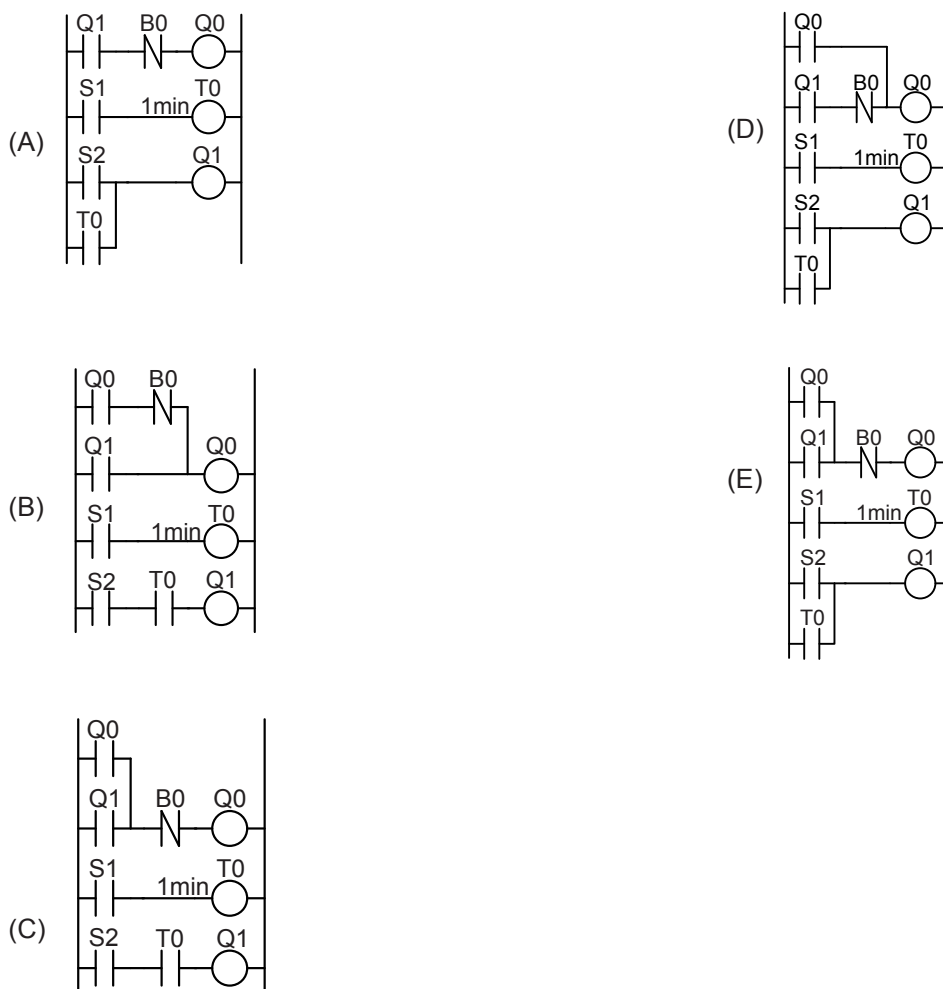 Q1 B0 Q0
S1 1min T0
(A)
S2 Q1
T0
Q0 B0
Q1 Q0
(B)
S1 1min T0
S2 T0 Q1
Q0
Q1 B0 Q0
S1 1min T0
(C)
S2 T0 Q1
Q0
Q1 B0 Q0
(D)
S1 1min T0
S2 Q1
T0
Q0
Q1 B0 Q0
(E)
S1 1min T0
S2 Q1
T0